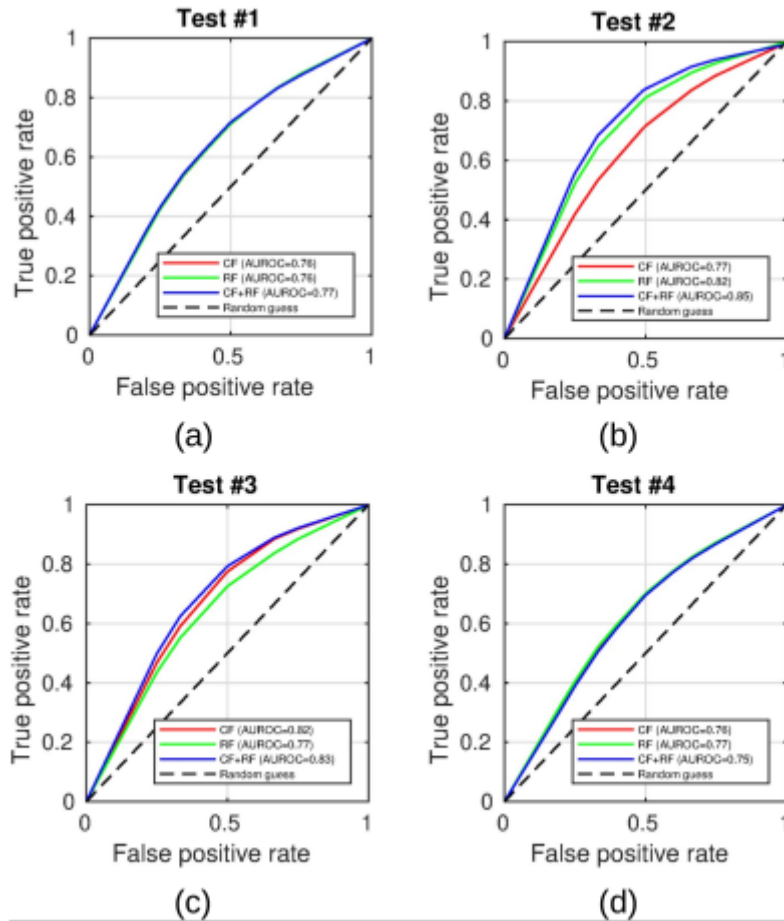 Test #1
1
0.8
0.6
0.4
0.2
0
True positive rate
CF (AUROC=0.76)
RF (AUROC=0.76)
CF+RF (AUROC=0.77)
Random guess
0 0.5 1
False positive rate
(a)
Test #2
1
0.8
0.6
0.4
0.2
0
True positive rate
CF (AUROC=0.77)
RF (AUROC=0.82)
CF+RF (AUROC=0.85)
Random guess
0 0.5 1
False positive rate
(b)
Test #3
1
0.8
0.6
0.4
0.2
0
True positive rate
CF (AUROC=0.82)
RF (AUROC=0.77)
CF+RF (AUROC=0.83)
Random guess
0 0.5 1
False positive rate
(c)
Test #4
1
0.8
0.6
0.4
0.2
0
True positive rate
CF (AUROC=0.76)
RF (AUROC=0.77)
CF+RF (AUROC=0.75)
Random guess
0 0.5 1
False positive rate
(d)